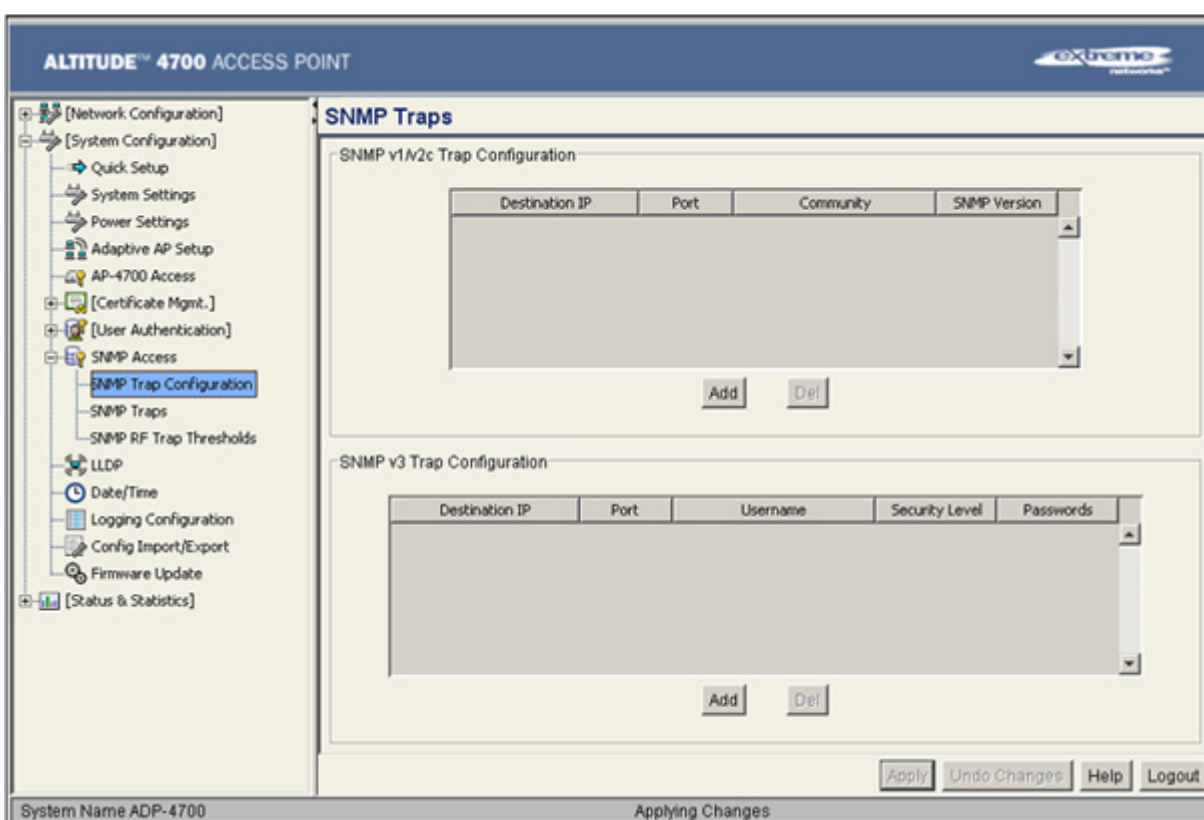 ALTITUDE™ 4700 ACCESS POINT
extreme
networks™
[Network Configuration]
[System Configuration]
Quick Setup
System Settings
Power Settings
Adaptive AP Setup
AP-4700 Access
[Certificate Mgmt.]
[User Authentication]
SNMP Access
SNMP Trap Configuration
SNMP Traps
SNMP RF Trap Thresholds
LLDP
Date/Time
Logging Configuration
Config Import/Export
Firmware Update
[Status & Statistics]
SNMP Traps
SNMP v1/v2c Trap Configuration
Destination IP Port Community SNMP Version
Add Del
SNMP v3 Trap Configuration
Destination IP Port Username Security Level Passwords
Add Del
Apply Undo Changes Help Logout
System Name ADP-4700 Applying Changes